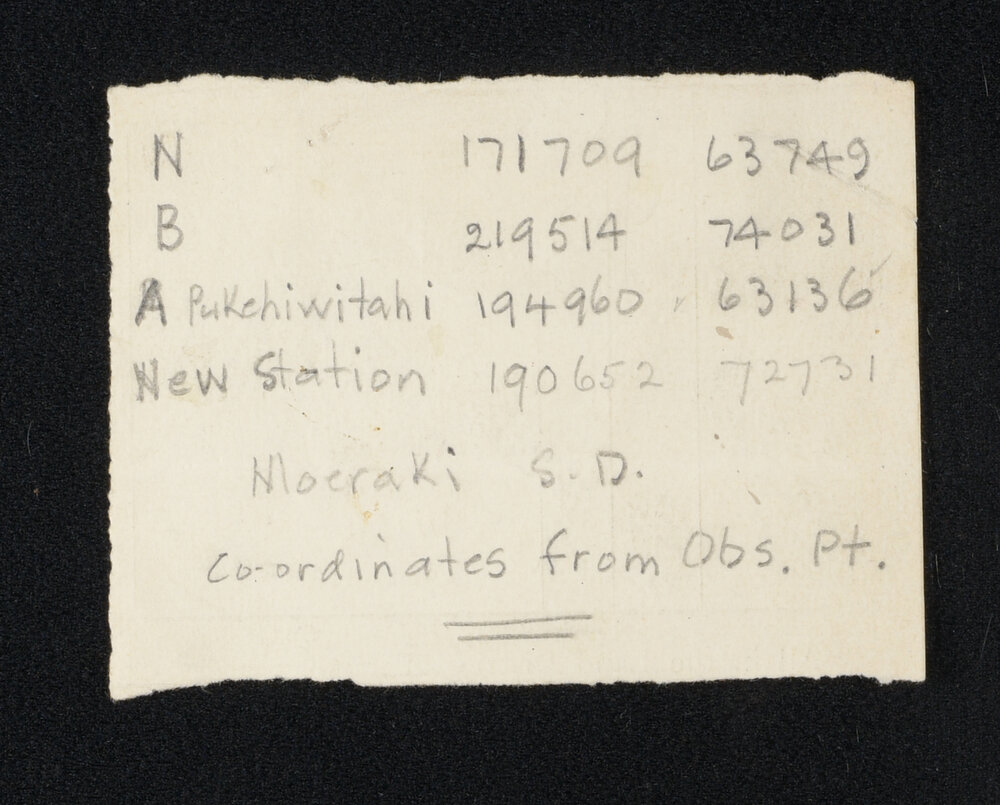 N 171709 63749
B 219514 74031
A Pukehiwitahi 194960 63136
New Station 190652 72731
Moeraki S.D.
Co-ordinates from Obs. Pt.